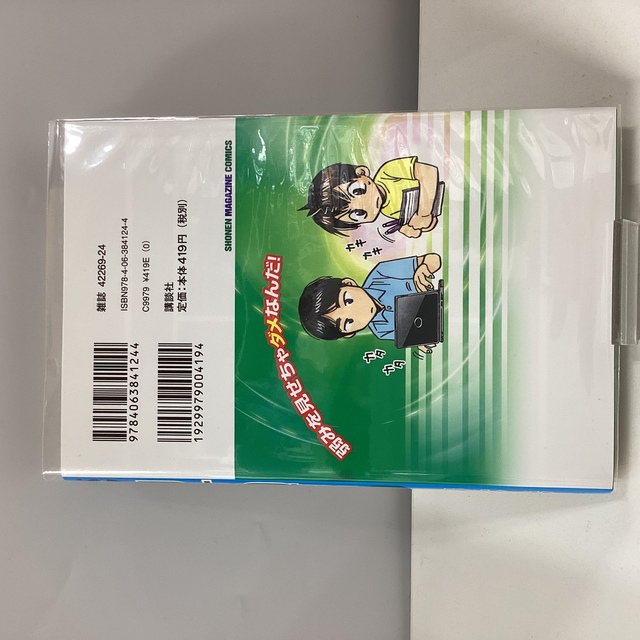 弱みを見せちゃダメなんだ!
カキ
カキ
カタ
カタ
SHONEN MAGAZINE COMICS
9784063841244
1929979004194
雑誌 42269-24
ISBN978-4-06-384124-4
C9979 ¥419E (0)
講談社
定価:本体419円(税別)